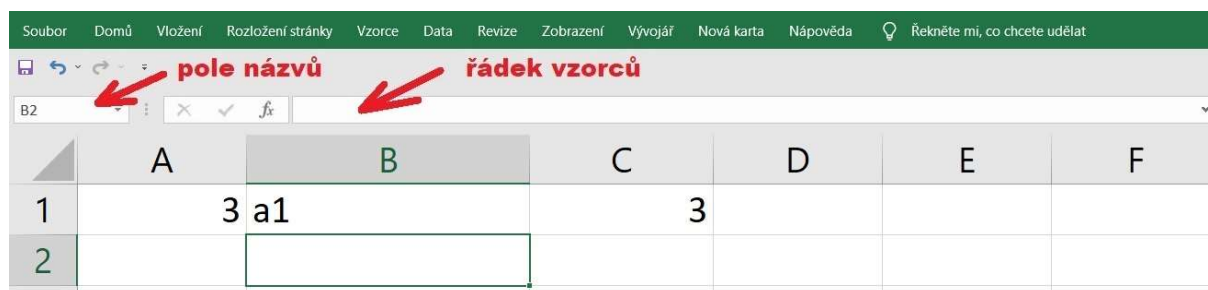 Soubor Domů Vložení Rozložení stránky Vzorce Data Revize Zobrazení Vývojář Nová karta Nápověda Řekněte mi, co chcete udělat
pole názvů řádek vzorců
B2 fx
A B C D E F
1 3 a1 3
2